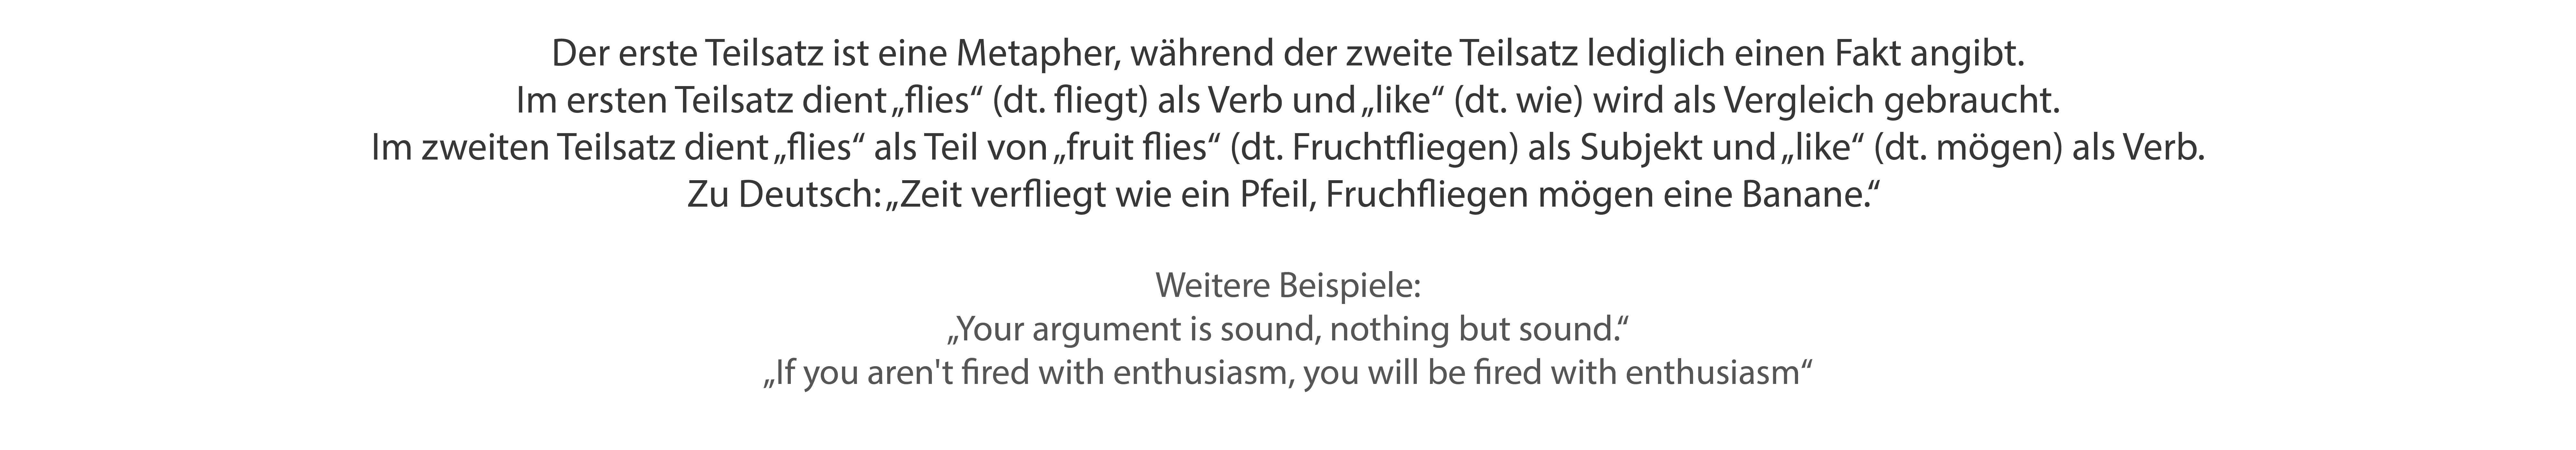 Der erste Teilsatz ist eine Metapher, während der zweite Teilsatz lediglich einen Fakt angibt.
Im ersten Teilsatz dient „flies“ (dt. fliegt) als Verb und „like“ (dt. wie) wird als Vergleich gebraucht.
Im zweiten Teilsatz dient „flies“ als Teil von „fruit flies“ (dt. Fruchtfliegen) als Subjekt und „like“ (dt. mögen) als Verb.
Zu Deutsch: „Zeit verfliegt wie ein Pfeil, Fruchfliegen mögen eine Banane.“
Weitere Beispiele:
„Your argument is sound, nothing but sound.“
„If you aren't fired with enthusiasm, you will be fired with enthusiasm“